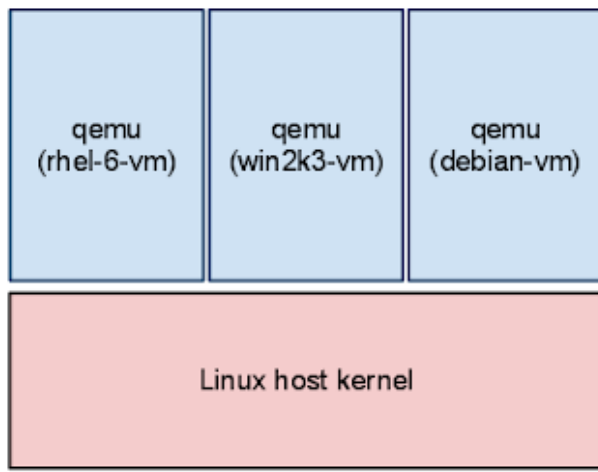 qemu
(rhel-6-vm)
qemu
(win2k3-vm)
qemu
(debian-vm)
Linux host kernel